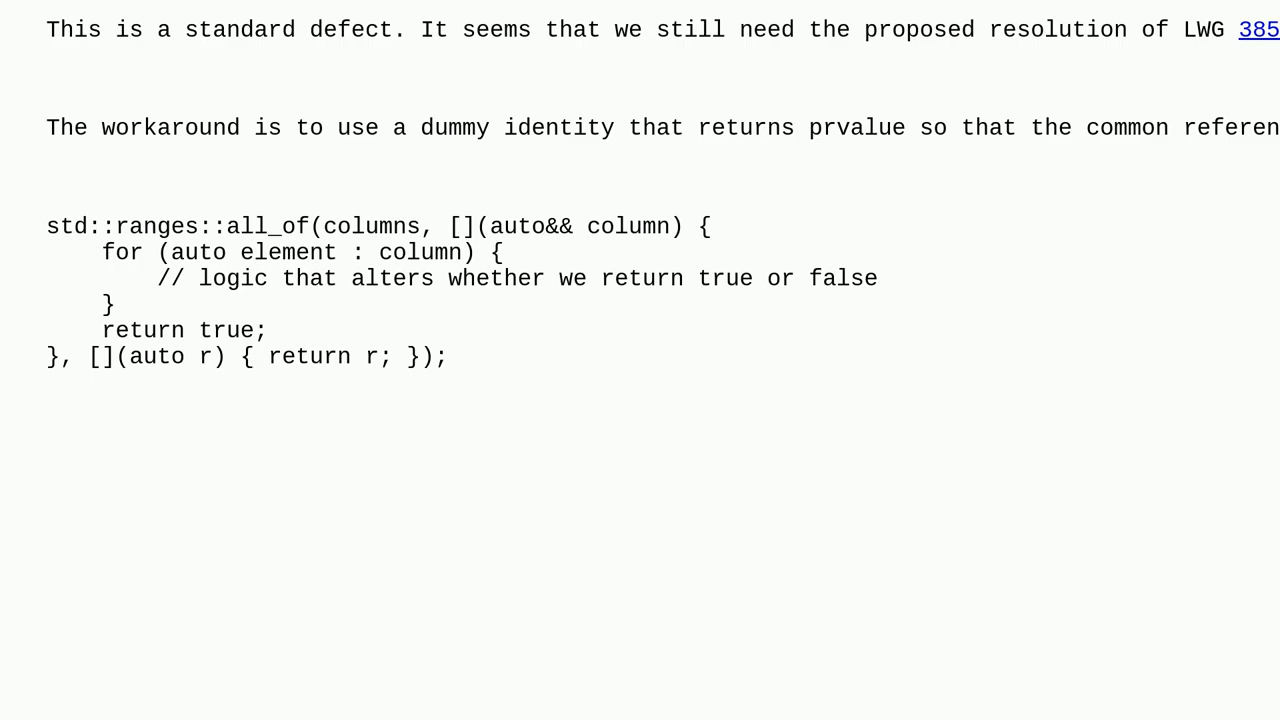 This is a standard defect. It seems that we still need the proposed resolution of LWG 385
The workaround is to use a dummy identity that returns prvalue so that the common referen
std::ranges::all_of(columns, [](auto&& column) {
    for (auto element : column) {
        // logic that alters whether we return true or false
    }
    return true;
}, [](auto r) { return r; });